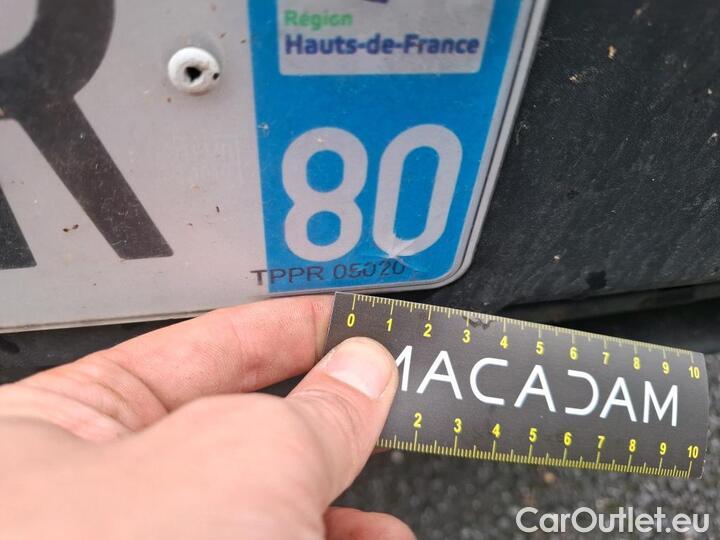 R
Région
Hauts-de-France
80
TPPR 05020
0 1 2 3 4 5 6 7 8 9 10
MACADAM
2 3 4 5 6 7 8 9 10
CarOutlet.eu